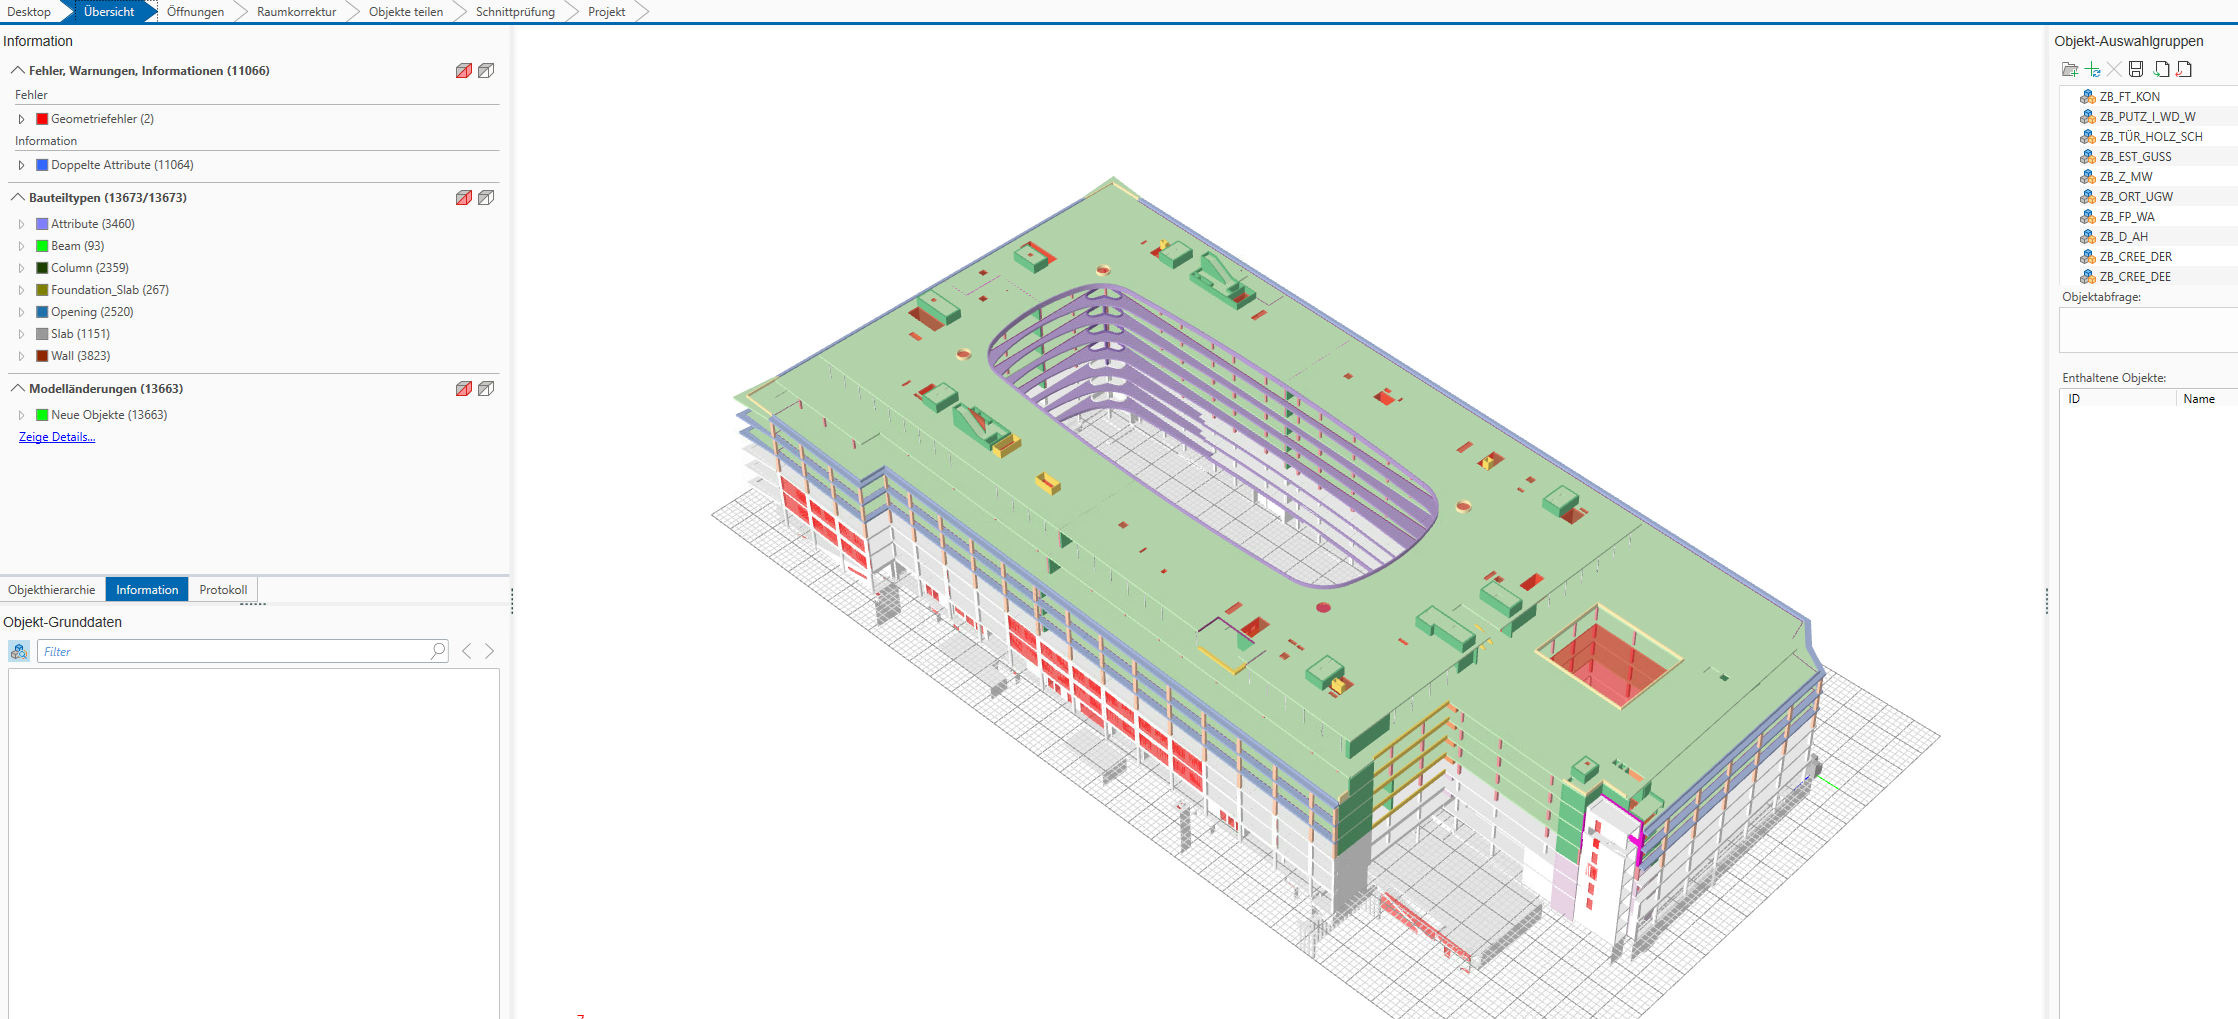 Desktop
Übersicht
Öffnungen
Raumkorrektur
Objekte teilen
Schnittprüfung
Projekt
Information
Fehler, Warnungen, Informationen (11066)
Fehler
Geometriefehler (2)
Information
Doppelte Attribute (11064)
Bauteiltypen (13673/13673)
Attribute (3460)
Beam (93)
Column (2359)
Foundation_Slab (267)
Opening (2520)
Slab (1151)
Wall (3823)
Modelländerungen (13663)
Neue Objekte (13663)
Zeige Details...
Objekthierarchie
Information
Protokoll
Objekt-Grunddaten
Filter
Z
Objekt-Auswahlgruppen
ZB_FT_KON
ZB_PUTZ_I_WD_W
ZB_TÜR_HOLZ_SCH
ZB_EST_GUSS
ZB_Z_MW
ZB_ORT_UGW
ZB_FP_WA
ZB_D_AH
ZB_CREE_DER
ZB_CREE_DEE
Objektabfrage:
Enthaltene Objekte:
ID
Name